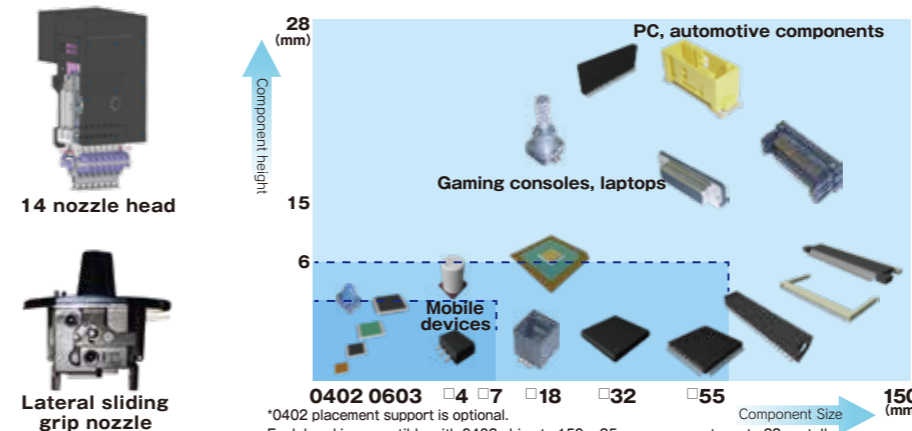 14 nozzle head
Lateral sliding
grip nozzle
28
(mm)
Component height
15
6
PC, automotive components
Gaming consoles, laptops
Mobile
devices
0402 0603 □4 □7 □18 □32 □55 150
(mm
Component Size
*0402 placement support is optional.